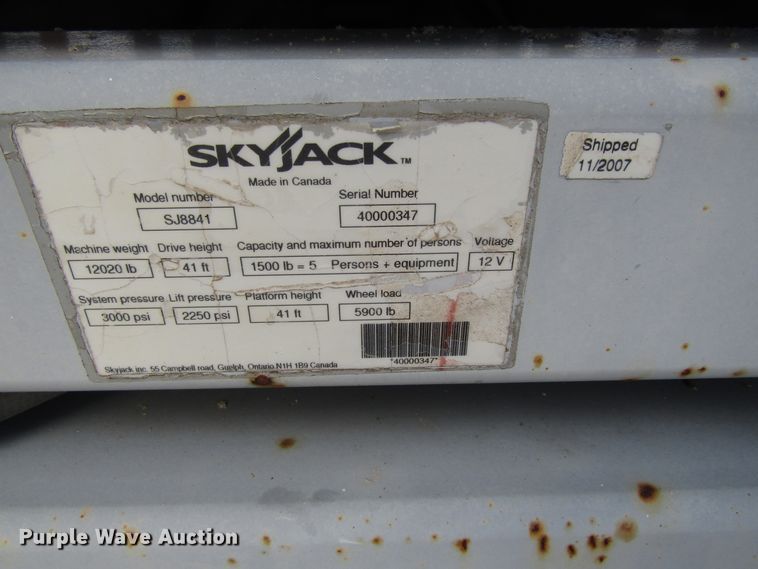 SKYJACK™
Made in Canada
Model number Serial Number
SJ8841 40000347
Machine weight Drive height Capacity and maximum number of persons Voltage
12020 lb 41 ft 1500 lb = 5 Persons + equipment 12 V
System pressure Lift pressure Platform height Wheel load
3000 psi 2250 psi 41 ft 5900 lb
*40000347*
Skyjack inc. 55 Campbell road, Guelph, Ontario N1H 1B9 Canada
Shipped
11/2007
Purple Wave Auction